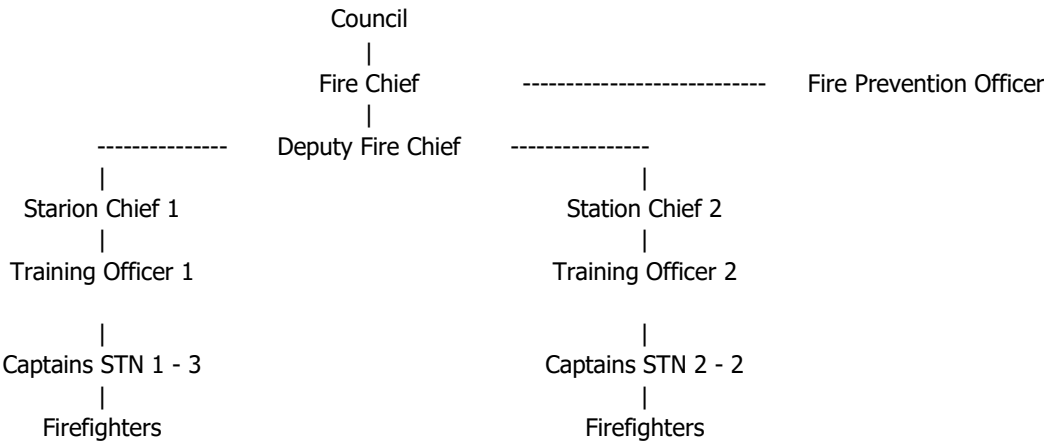 Council
|
Fire Chief --------------------------- Fire Prevention Officer
|
--------------- Deputy Fire Chief ----------------
| |
Starion Chief 1 Station Chief 2
| |
Training Officer 1 Training Officer 2
| |
Captains STN 1 - 3 Captains STN 2 - 2
| |
Firefighters Firefighters